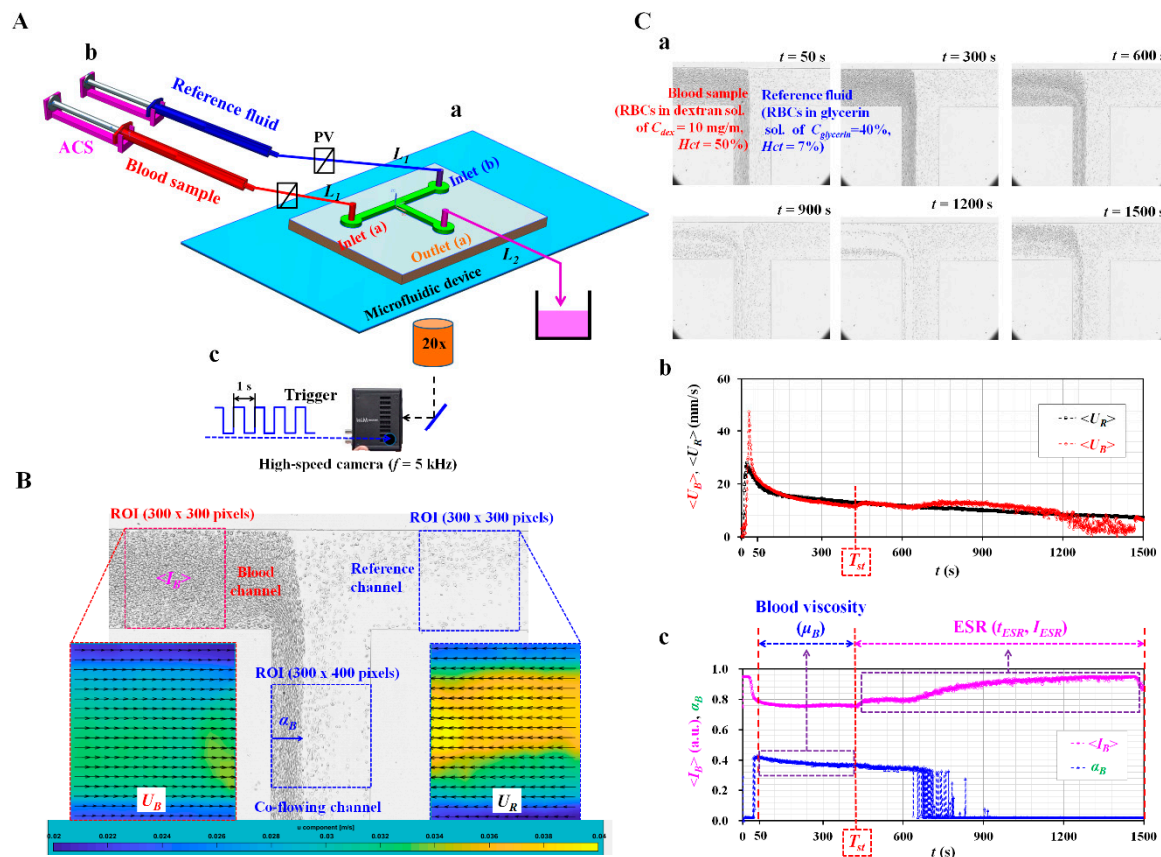 A
b
Reference fluid
ACS
Blood sample
PV
L1
L1
a
Inlet (b)
Inlet (a)
Outlet (a)
L2
Microfluidic device
20x
c
1 s
Trigger
High-speed camera (f = 5 kHz)
B
ROI (300 x 300 pixels)
ROI (300 x 300 pixels)
<IB>
Blood
channel
Reference
channel
ROI (300 x 400 pixels)
αB
UB
Co-flowing channel
UR
u component [m/s]
0.02
0.022
0.024
0.026
0.028
0.03
0.032
0.034
0.036
0.038
0.04
C
a
t = 50 s
t = 300 s
t = 600 s
Blood sample
(RBCs in dextran sol.
of Cdex = 10 mg/m,
Hct = 50%)
Reference fluid
(RBCs in glycerin
sol. of Cglycerin=40%,
Hct = 7%)
t = 900 s
t = 1200 s
t = 1500 s
b
<UB>, <UR> (mm/s)
60
40
20
0
<UR>
<UB>
0
50
300
600
900
1200
1500
Tst
t (s)
c
Blood viscosity
(μB)
ESR (tESR, IESR)
<IB> (a.u.), αB
1.0
0.8
0.6
0.4
0.2
0.0
<IB>
αB
0
50
300
600
900
1200
1500
Tst
t (s)